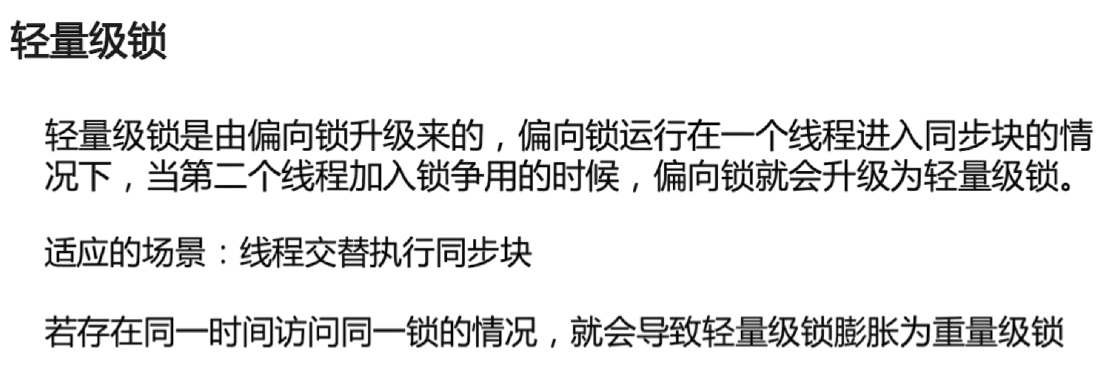 轻量级锁
轻量级锁是由偏向锁升级来的，偏向锁运行在一个线程进入同步块的情
况下，当第二个线程加入锁争用的时候，偏向锁就会升级为轻量级锁。
适应的场景：线程交替执行同步块
若存在同一时间访问同一锁的情况，就会导致轻量级锁膨胀为重量级锁